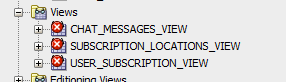 Views
CHAT_MESSAGES_VIEW
SUBSCRIPTION_LOCATIONS_VIEW
USER_SUBSCRIPTION_VIEW
Editioning Views